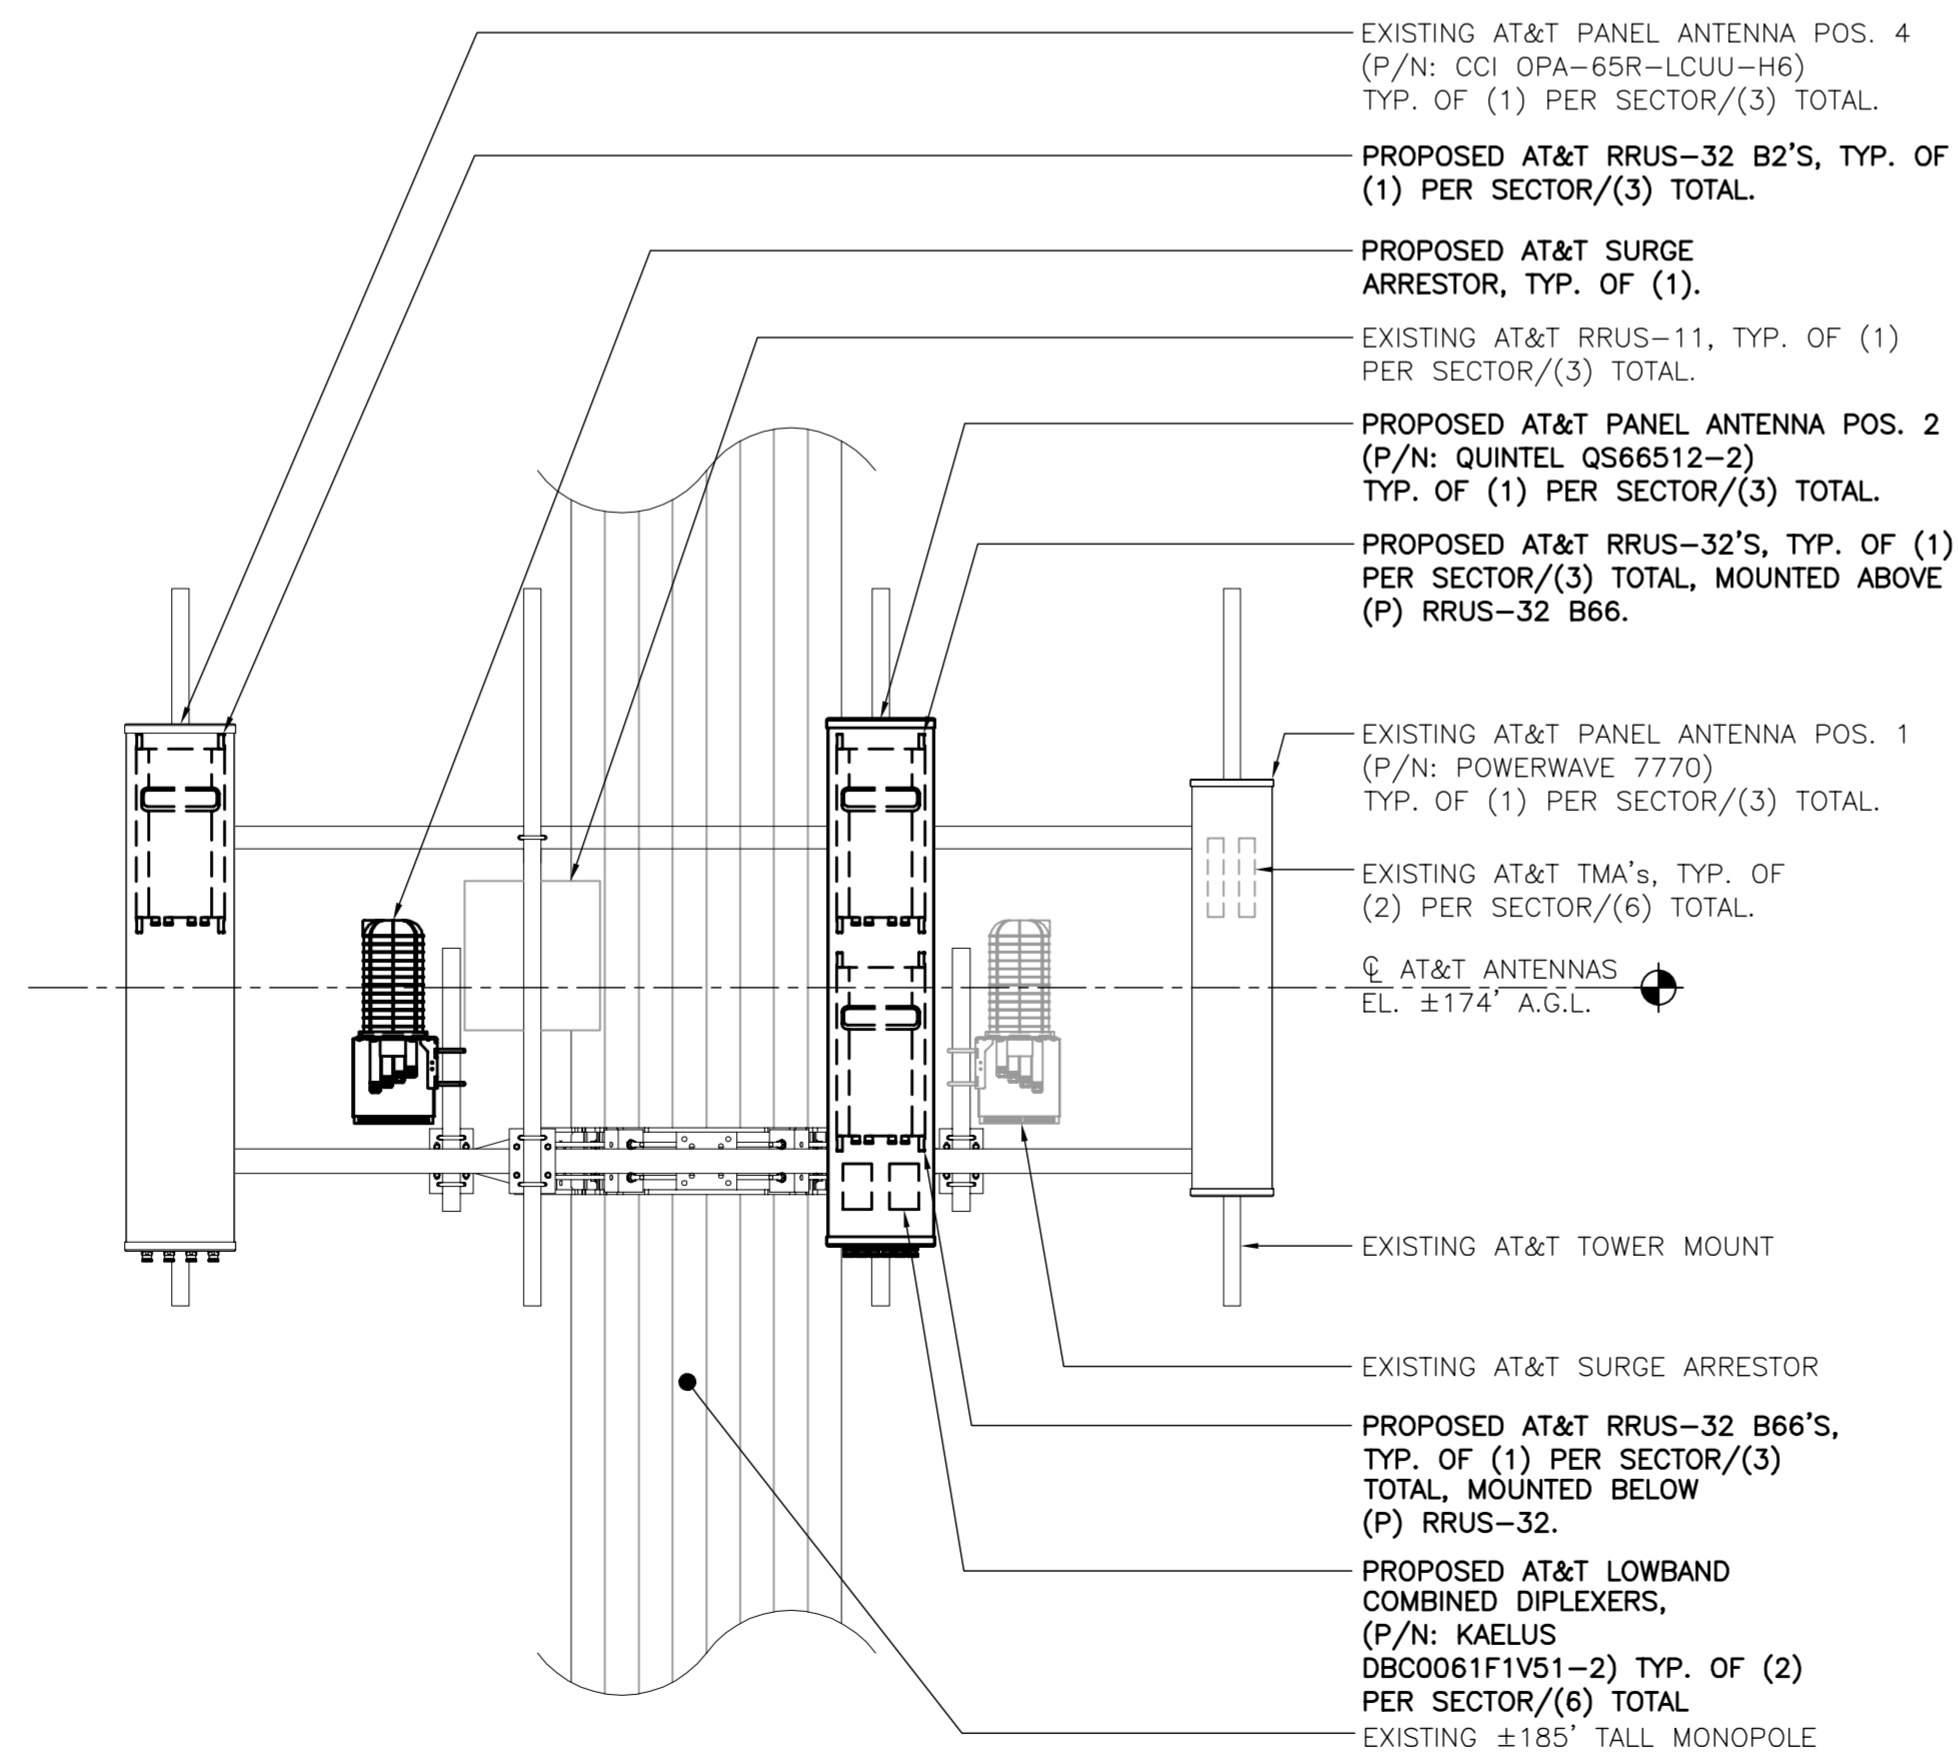 EXISTING AT&T PANEL ANTENNA POS. 4
(P/N: CCI OPA-65R-LCUU-H6)
TYP. OF (1) PER SECTOR/(3) TOTAL.
PROPOSED AT&T RRUS-32 B2'S, TYP. OF
(1) PER SECTOR/(3) TOTAL.
PROPOSED AT&T SURGE
ARRESTOR, TYP. OF (1).
EXISTING AT&T RRUS-11, TYP. OF (1)
PER SECTOR/(3) TOTAL.
PROPOSED AT&T PANEL ANTENNA POS. 2
(P/N: QUINTEL QS66512-2)
TYP. OF (1) PER SECTOR/(3) TOTAL.
PROPOSED AT&T RRUS-32'S, TYP. OF (1)
PER SECTOR/(3) TOTAL, MOUNTED ABOVE
(P) RRUS-32 B66.
EXISTING AT&T PANEL ANTENNA POS. 1
(P/N: POWERWAVE 7770)
TYP. OF (1) PER SECTOR/(3) TOTAL.
EXISTING AT&T TMA's, TYP. OF
(2) PER SECTOR/(6) TOTAL.
℄ AT&T ANTENNAS
EL. ±174' A.G.L.
EXISTING AT&T TOWER MOUNT
EXISTING AT&T SURGE ARRESTOR
PROPOSED AT&T RRUS-32 B66'S,
TYP. OF (1) PER SECTOR/(3)
TOTAL, MOUNTED BELOW
(P) RRUS-32.
PROPOSED AT&T LOWBAND
COMBINED DIPLEXERS,
(P/N: KAELUS
DBC0061F1V51-2) TYP. OF (2)
PER SECTOR/(6) TOTAL
EXISTING ±185' TALL MONOPOLE